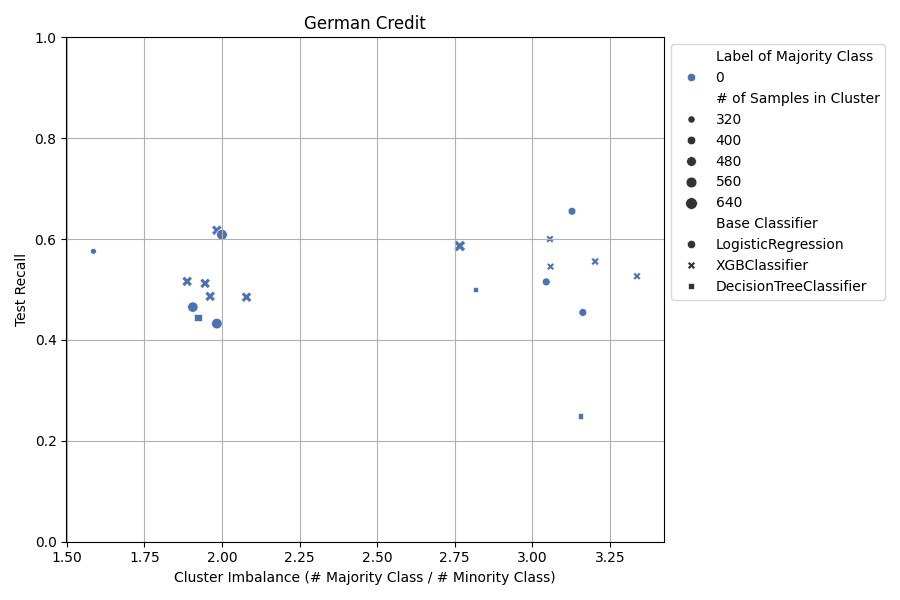 German Credit
Test Recall
1.0
0.8
0.6
0.4
0.2
0.0
1.50 1.75 2.00 2.25 2.50 2.75 3.00 3.25
Cluster Imbalance (# Majority Class / # Minority Class)
Label of Majority Class
0
# of Samples in Cluster
320
400
480
560
640
Base Classifier
LogisticRegression
XGBClassifier
DecisionTreeClassifier